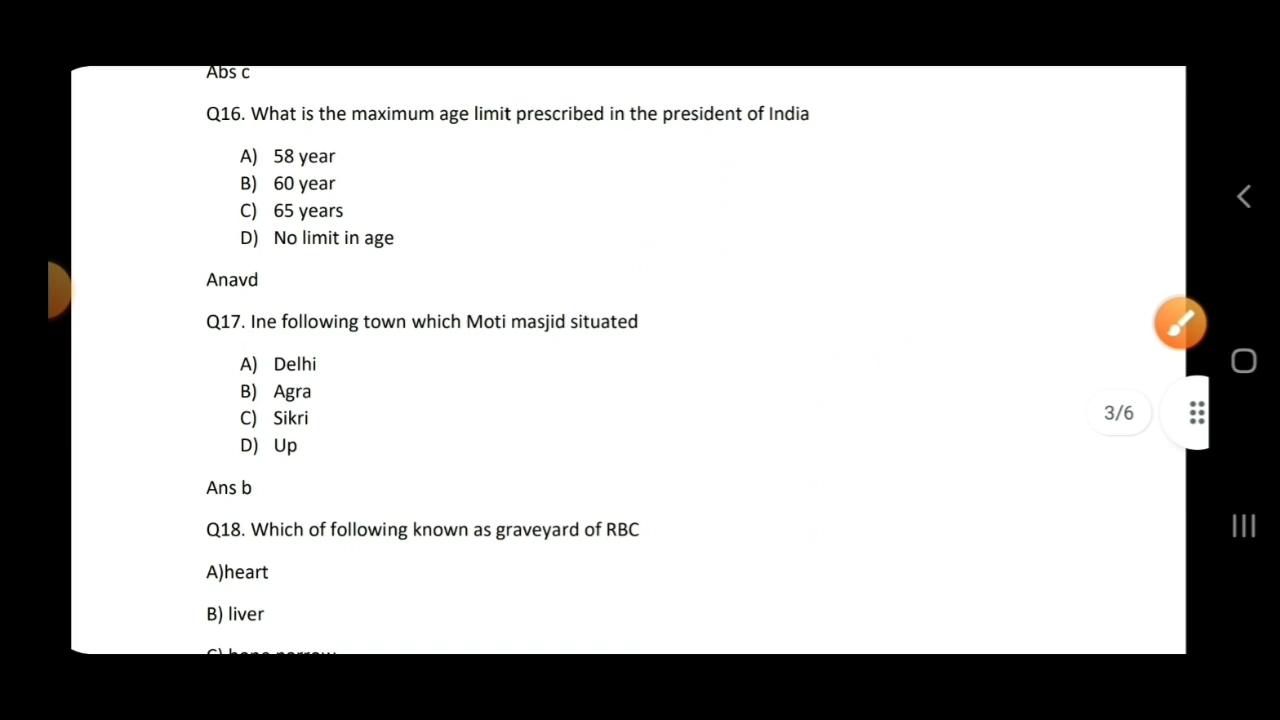 Abs c
Q16. What is the maximum age limit prescribed in the president of India
A) 58 year
B) 60 year
C) 65 years
D) No limit in age
Anavd
Q17. Ine following town which Moti masjid situated
A) Delhi
B) Agra
C) Sikri
D) Up
Ans b
3/6
Q18. Which of following known as graveyard of RBC
A)heart
B) liver
C) bone narrow